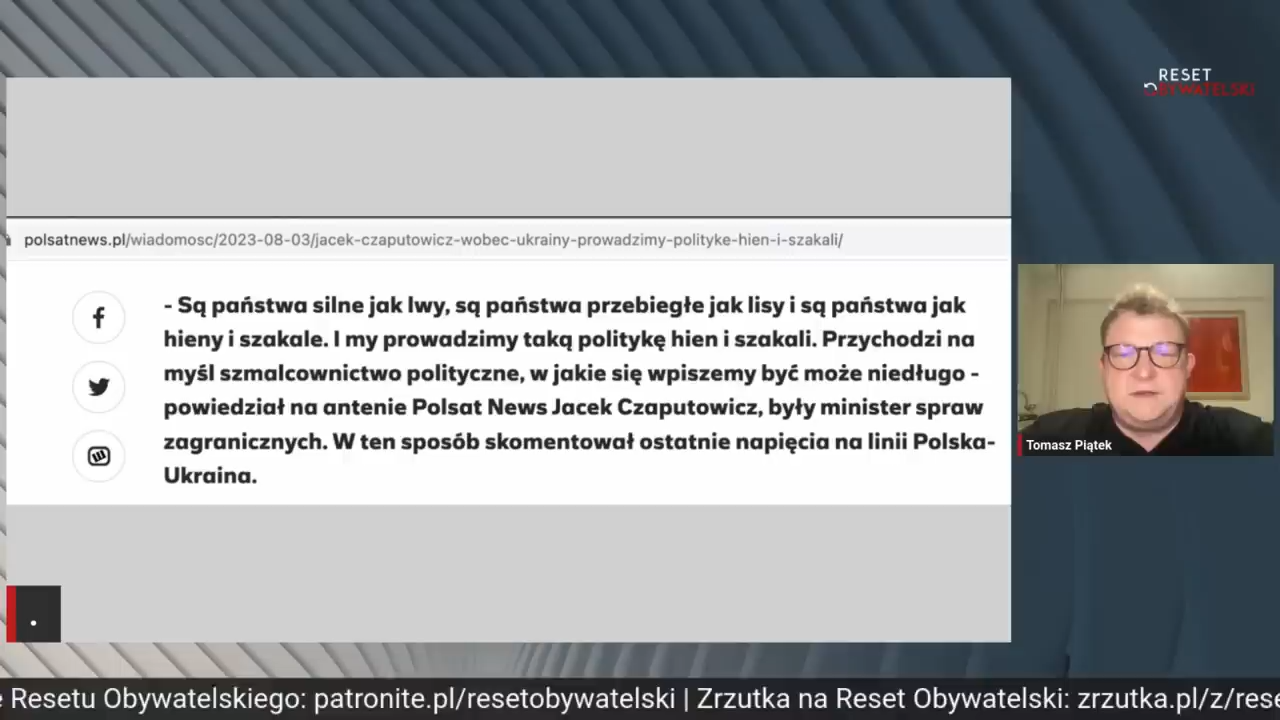 RESET
OBYWATELSKI
polsatnews.pl/wiadomosc/2023-08-03/jacek-czaputowicz-wobec-ukrainy-prowadzimy-polityke-hien-i-szakali/
- Są państwa silne jak lwy, są państwa przebiegłe jak lisy i są państwa jak
hieny i szakale. I my prowadzimy taką politykę hien i szakali. Przychodzi na
myśl szmalcownictwo polityczne, w jakie się wpiszemy być może niedługo -
powiedział na antenie Polsat News Jacek Czaputowicz, były minister spraw
zagranicznych. W ten sposób skomentował ostatnie napięcia na linii Polska-
Ukraina.
Tomasz Piątek
.
Resetu Obywatelskiego: patronite.pl/resetobywatelski | Zrzutka na Reset Obywatelski: zrzutka.pl/z/rese